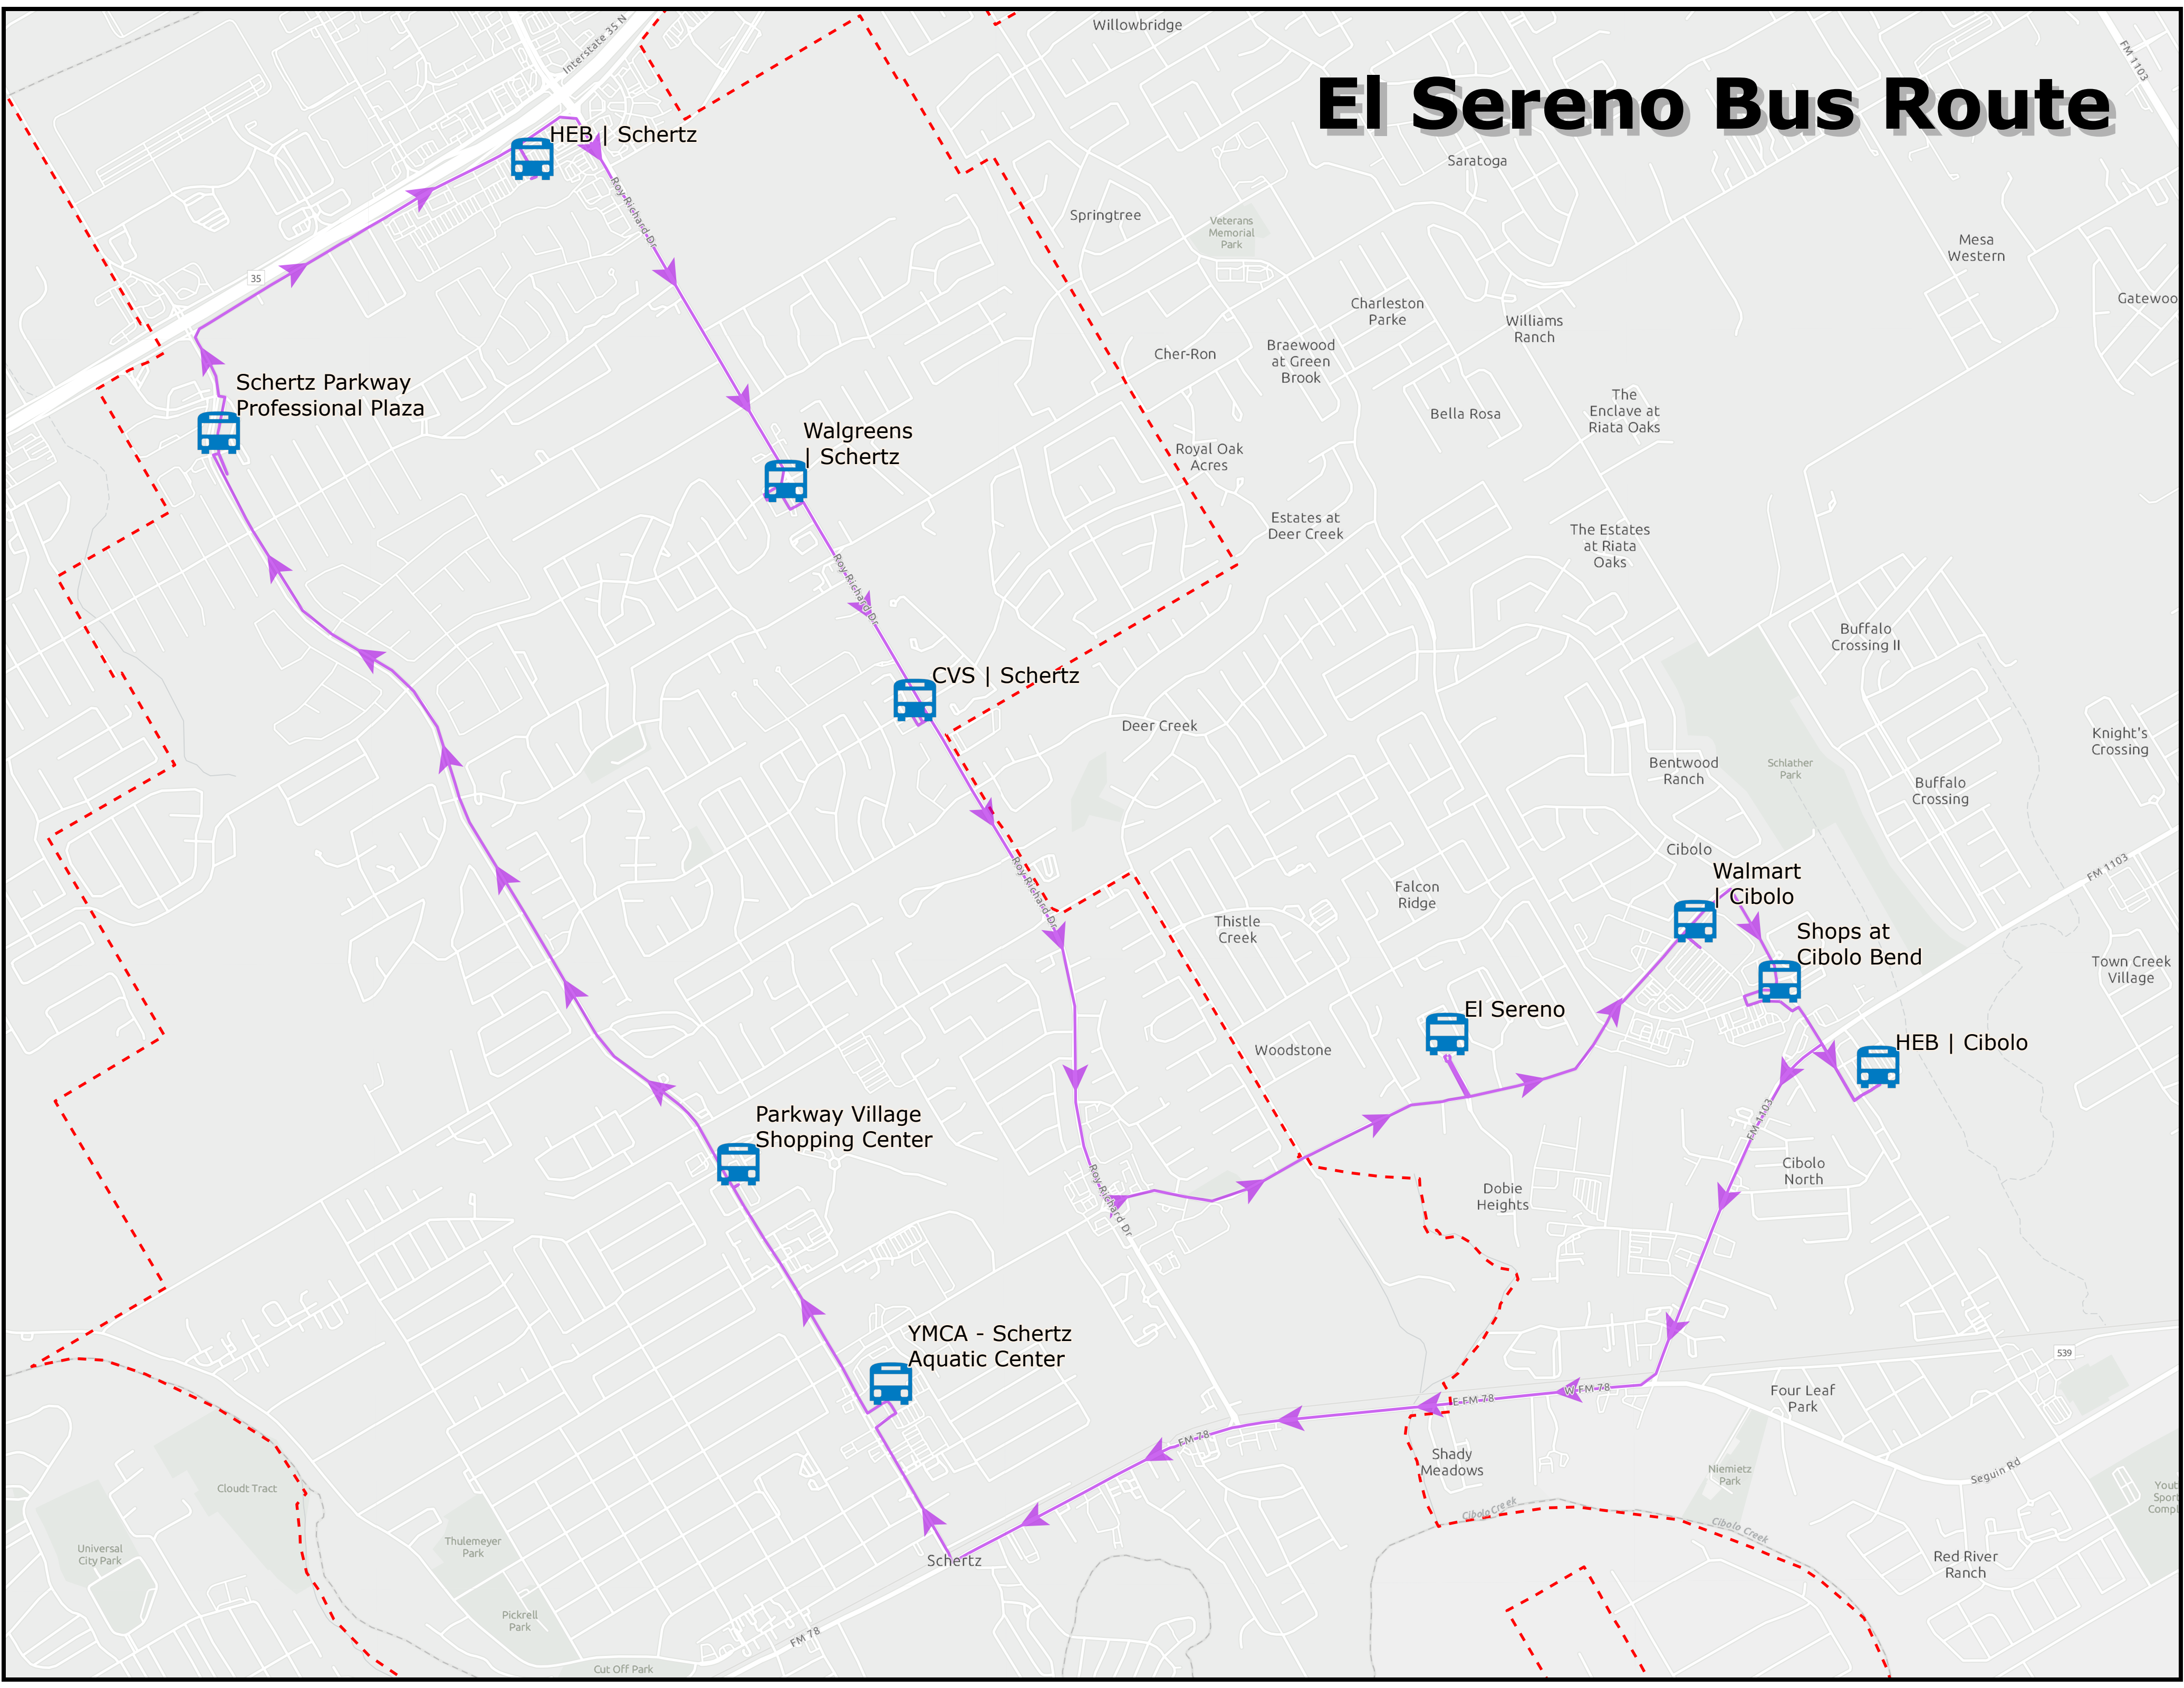 Willowbridge
Interstate 35 N
FM 1103
El Sereno Bus Route
HEB | Schertz
Saratoga
Roy Richard Dr
Springtree
Veterans
Memorial
Park
Mesa
Western
35
Gatewoo
Charleston
Parke
Williams
Ranch
Cher-Ron
Braewood
at Green
Brook
Schertz Parkway
Professional Plaza
The
Enclave at
Riata Oaks
Bella Rosa
Walgreens
| Schertz
Royal Oak
Acres
Estates at
Deer Creek
The Estates
at Riata
Oaks
Roy Richard Dr
Buffalo
Crossing II
CVS | Schertz
Deer Creek
Knight's
Crossing
Bentwood
Ranch
Schlather
Park
Buffalo
Crossing
Cibolo
FM 1103
Walmart
| Cibolo
Roy Richard Dr
Falcon
Ridge
Thistle
Creek
Shops at
Cibolo Bend
Town Creek
Village
El Sereno
Woodstone
HEB | Cibolo
Parkway Village
Shopping Center
FM 1103
Cibolo
North
Roy Richard Dr
Dobie
Heights
YMCA - Schertz
Aquatic Center
539
W FM 78
E FM 78
Four Leaf
Park
FM 78
Shady
Meadows
Niemietz
Park
Seguin Rd
Cloudt Tract
Yout
Sport
Compl
Cibolo Creek
Cibolo Creek
Thulemeyer
Park
Universal
City Park
Schertz
Red River
Ranch
Pickrell
Park
FM 78
Cut Off Park